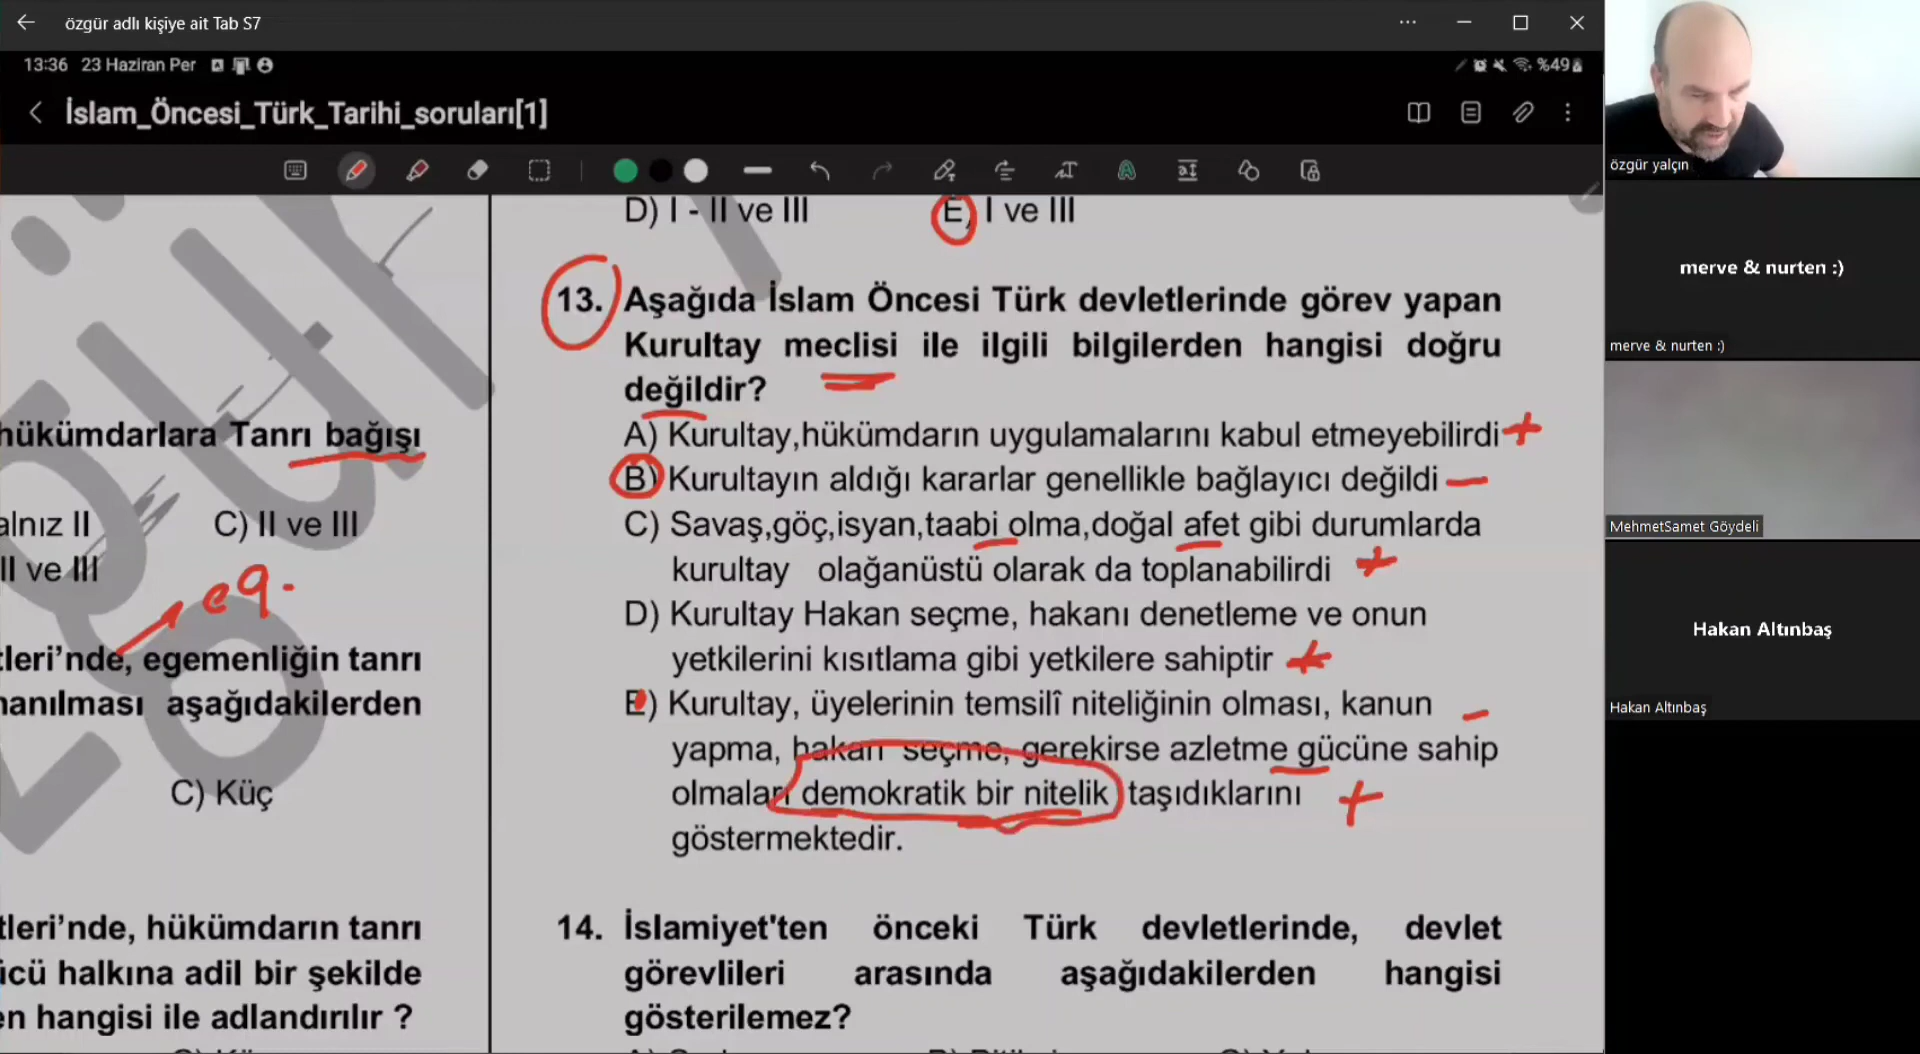 özgür adlı kişiye ait Tab S7
13:36 23 Haziran Per
%49
İslam_Öncesi_Türk_Tarihi_soruları[1]
D) I - II ve III E) I ve III
13. Aşağıda İslam Öncesi Türk devletlerinde görev yapan
Kurultay meclisi ile ilgili bilgilerden hangisi doğru
değildir?
A) Kurultay,hükümdarın uygulamalarını kabul etmeyebilirdi +
B) Kurultayın aldığı kararlar genellikle bağlayıcı değildi —
C) Savaş,göç,isyan,taabi olma,doğal afet gibi durumlarda
kurultay olağanüstü olarak da toplanabilirdi +
D) Kurultay Hakan seçme, hakanı denetleme ve onun
yetkilerini kısıtlama gibi yetkilere sahiptir +
E) Kurultay, üyelerinin temsilî niteliğinin olması, kanun
yapma, hakan seçme, gerekirse azletme gücüne sahip
olmaları demokratik bir nitelik taşıdıklarını +
göstermektedir.
14. İslamiyet'ten önceki Türk devletlerinde, devlet
görevlileri arasında aşağıdakilerden hangisi
gösterilemez?
hükümdarlara Tanrı bağışı
alnız II C) II ve III
II ve III
eg.
tleri’nde, egemenliğin tanrı
nanılması aşağıdakilerden
C) Küç
tleri’nde, hükümdarın tanrı
ücü halkına adil bir şekilde
en hangisi ile adlandırılır ?
özgür yalçın
merve & nurten :)
merve & nurten :)
MehmetSamet Göydeli
Hakan Altınbaş
Hakan Altınbaş